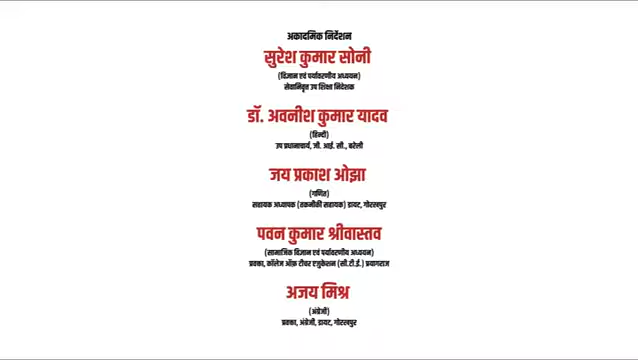 अकादमिक निर्देशन
सुरेश कुमार सोनी
(विज्ञान एवं पर्यावरणीय अध्ययन)
सेवानिवृत्त उप शिक्षा निदेशक
डॉ. अवनीश कुमार यादव
(हिन्दी)
उप प्रधानाचार्य, जी. आई. सी., बरेली
जय प्रकाश ओझा
(गणित)
सहायक अध्यापक (तकनीकी सहायक) डायट, गोरखपुर
पवन कुमार श्रीवास्तव
(सामाजिक विज्ञान एवं पर्यावरणीय अध्ययन)
प्रवक्ता, कॉलेज ऑफ़ टीचर एजुकेशन (सी.टी.ई.) प्रयागराज
अजय मिश्र
(अंग्रेजी)
प्रवक्ता, अंग्रेजी, डायट, गोरखपुर